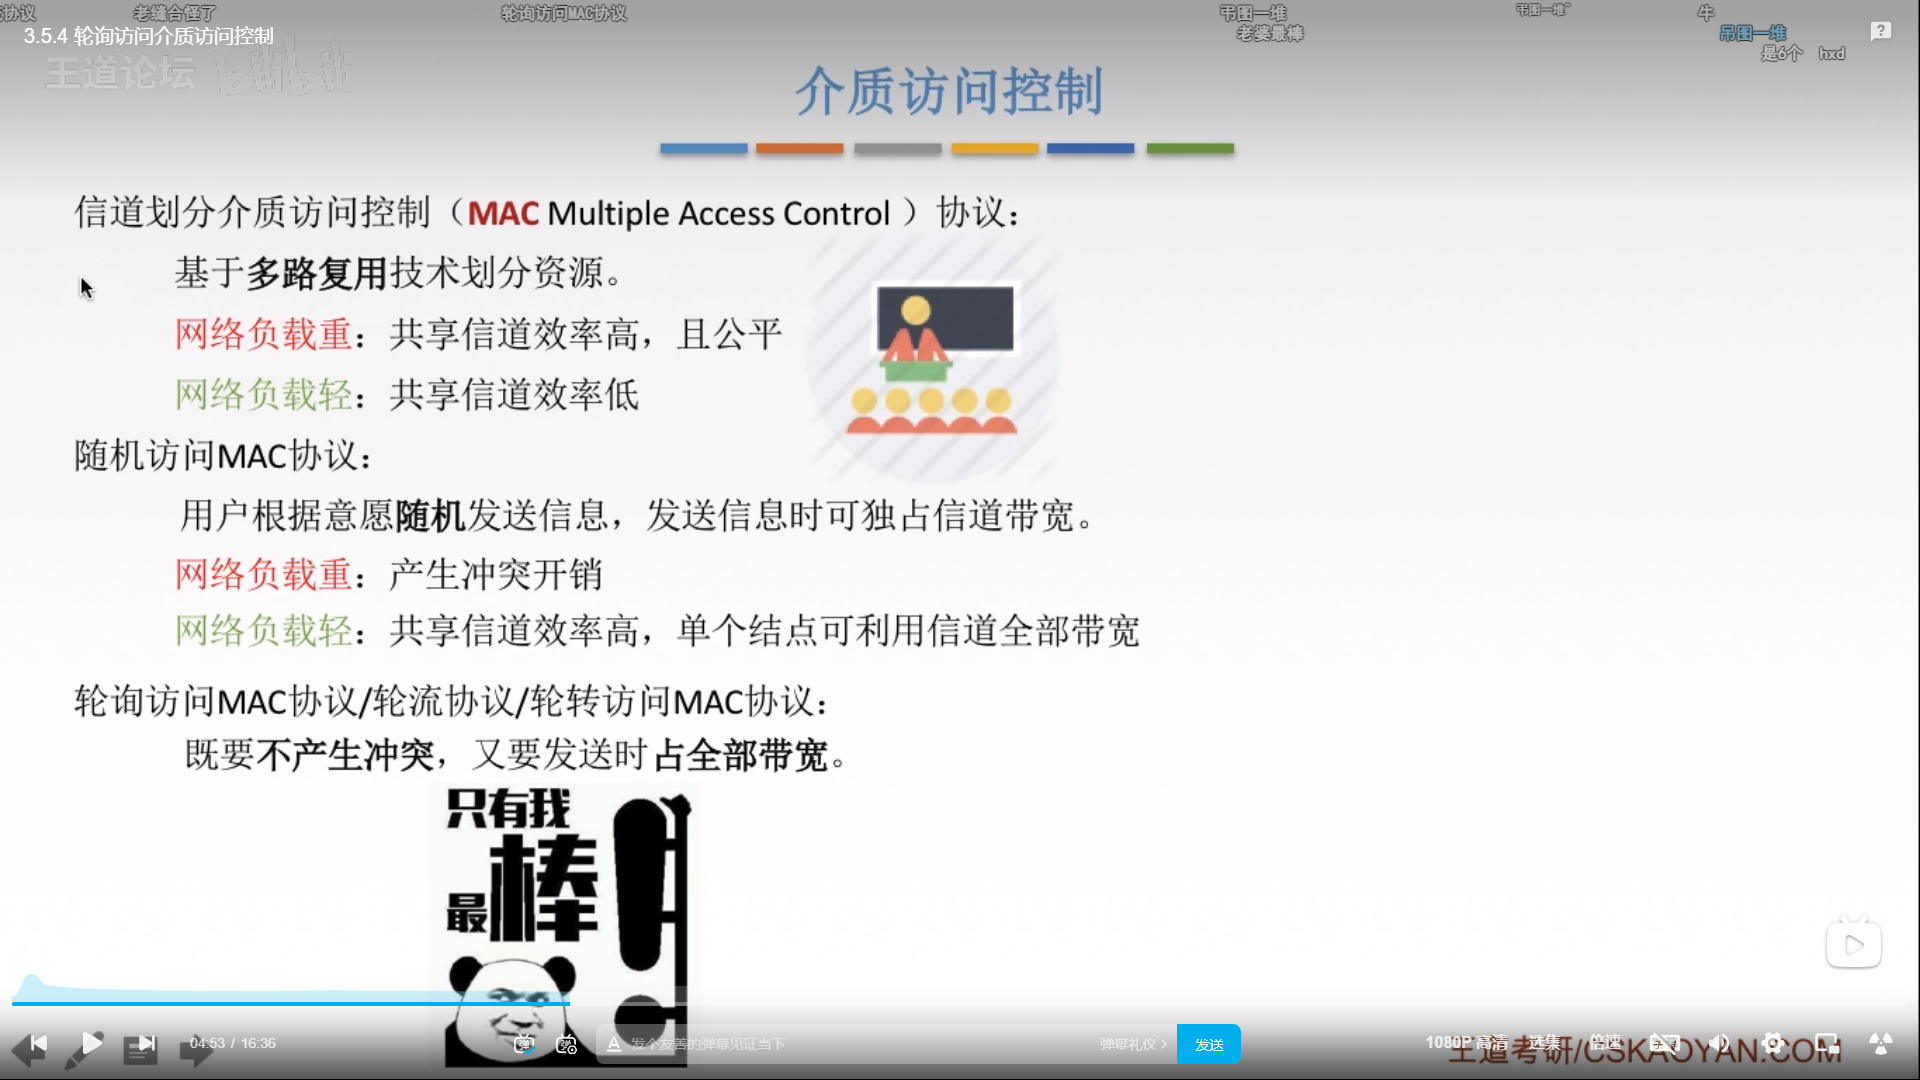 协议
老缝合怪了
轮询访问MAC协议
弔图一堆
弔图一堆~
牛
3.5.4 轮询访问介质访问控制
老婆最棒
吊图一堆
是6个
hxd
王道论坛 bilibili
介质访问控制
信道划分介质访问控制（MAC Multiple Access Control ）协议：
基于多路复用技术划分资源。
网络负载重：共享信道效率高，且公平
网络负载轻：共享信道效率低
随机访问MAC协议：
用户根据意愿随机发送信息，发送信息时可独占信道带宽。
网络负载重：产生冲突开销
网络负载轻：共享信道效率高，单个结点可利用信道全部带宽
轮询访问MAC协议/轮流协议/轮转访问MAC协议：
既要不产生冲突，又要发送时占全部带宽。
只有我
最棒！
04:53 / 16:36
弹
弹
A 发个友善的弹幕见证当下
弹幕礼仪 >
发送
1080P 高清
选集
倍速
王道考研/CSKAOYAN.COM